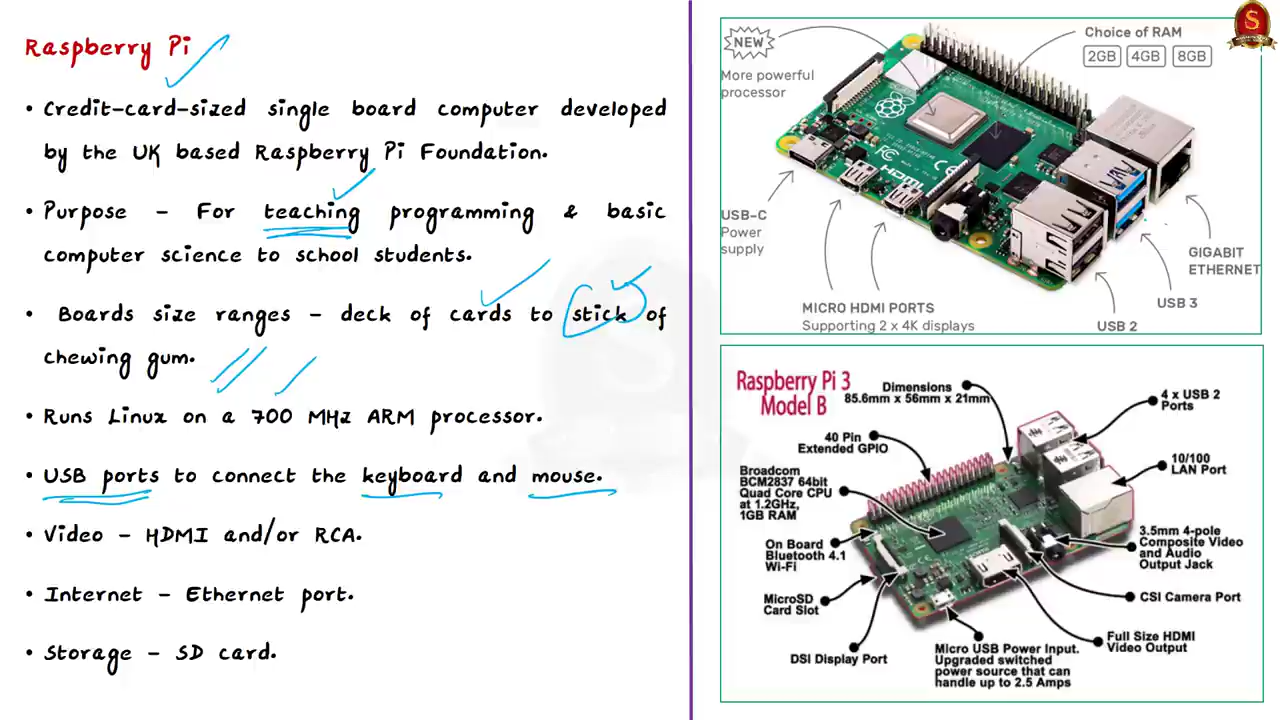 Raspberry Pi
• Credit-card-sized single board computer developed
by the UK based Raspberry Pi Foundation.
• Purpose – For teaching programming & basic
computer science to school students.
• Boards size ranges – deck of cards to stick of
chewing gum.
• Runs Linux on a 700 MHz ARM processor.
• USB ports to connect the keyboard and mouse.
• Video – HDMI and/or RCA.
• Internet – Ethernet port.
• Storage – SD card.
NEW
More powerful
processor
Choice of RAM
2GB 4GB 8GB
HDMI
USB-C
Power
supply
MICRO HDMI PORTS
Supporting 2 x 4K displays
USB 2
USB 3
GIGABIT
ETHERNET
S
Raspberry Pi 3
Model B
Dimensions
85.6mm x 56mm x 21mm
40 Pin
Extended GPIO
Broadcom
BCM2837 64bit
Quad Core CPU
at 1.2GHz,
1GB RAM
On Board
Bluetooth 4.1
Wi-Fi
MicroSD
Card Slot
DSI Display Port
Micro USB Power Input.
Upgraded switched
power source that can
handle up to 2.5 Amps
Full Size HDMI
Video Output
CSI Camera Port
3.5mm 4-pole
Composite Video
and Audio
Output Jack
10/100
LAN Port
4 x USB 2
Ports